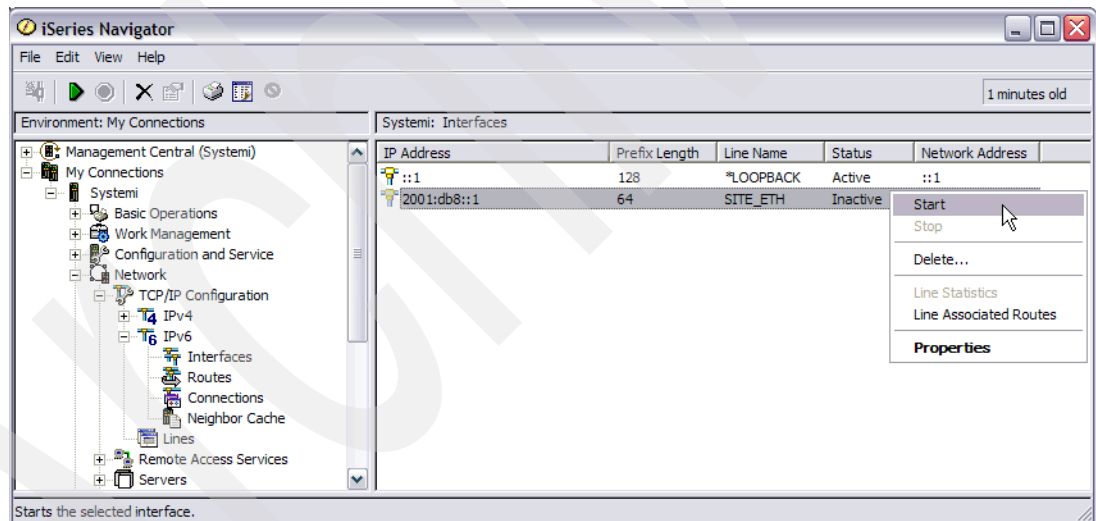 iSeries Navigator
File Edit View Help
1 minutes old
Environment: My Connections
Systemi: Interfaces
Management Central (Systemi)
My Connections
Systemi
Basic Operations
Work Management
Configuration and Service
Network
TCP/IP Configuration
IPv4
IPv6
Interfaces
Routes
Connections
Neighbor Cache
Lines
Remote Access Services
Servers
IP Address Prefix Length Line Name Status Network Address
::1 128 *LOOPBACK Active ::1
2001:db8::1 64 SITE_ETH Inactive
Start
Stop
Delete...
Line Statistics
Line Associated Routes
Properties
Starts the selected interface.